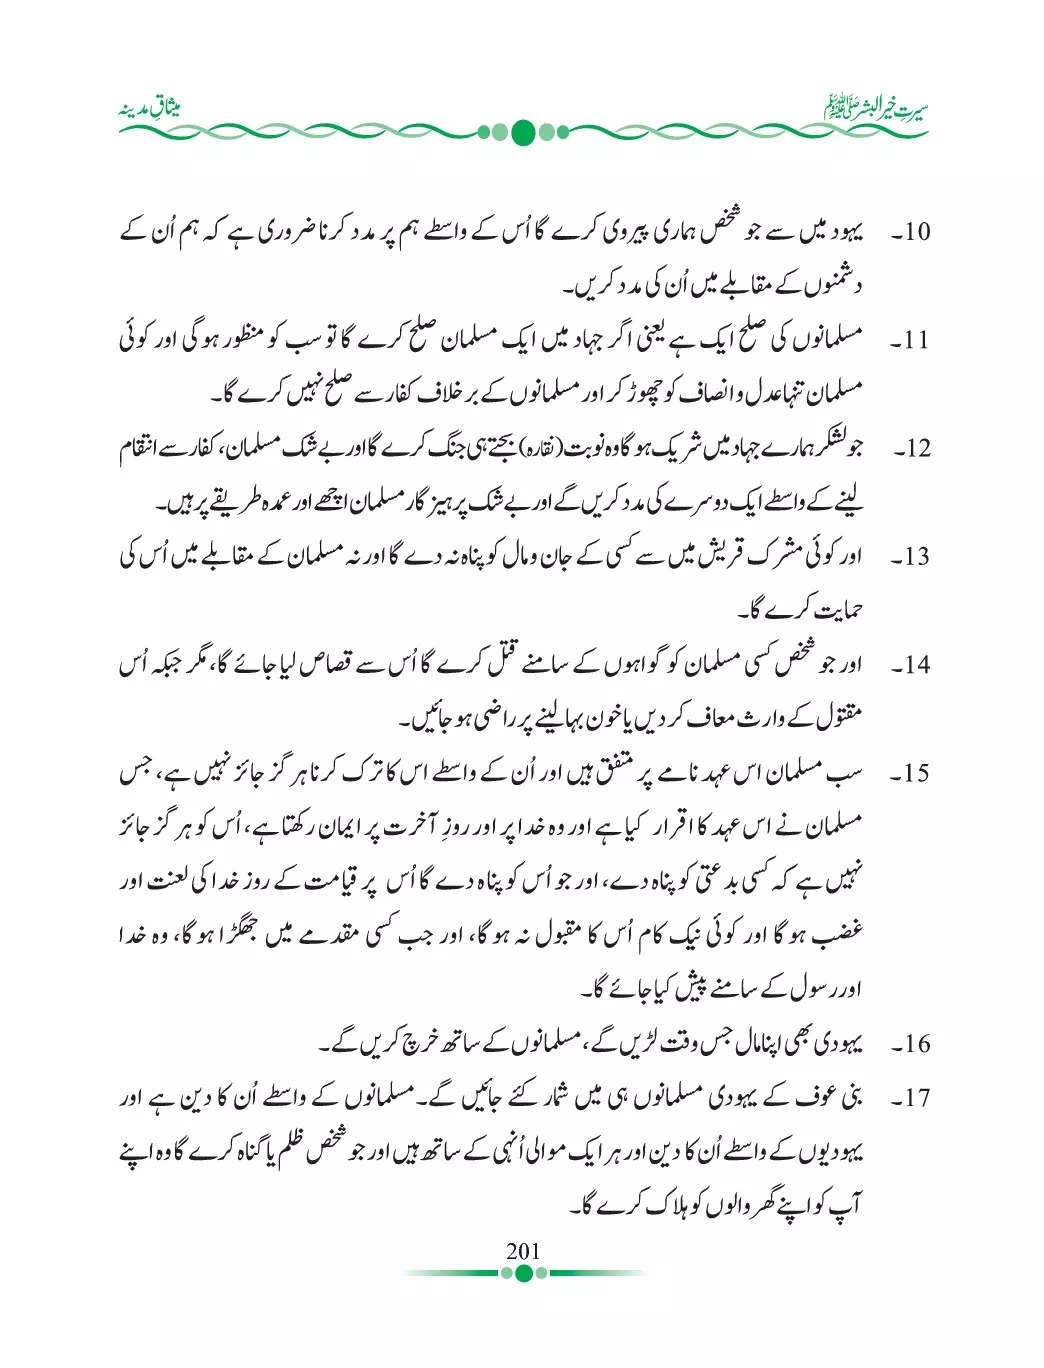 سیرتِ خیر البشر ﷺ
میثاقِ مدینہ
10۔ یہود میں سے جو شخص ہماری پیروی کرے گا اُس کے واسطے ہم پر مدد کرنا ضروری ہے کہ ہم اُن کے
دشمنوں کے مقابلے میں اُن کی مدد کریں۔
11۔ مسلمانوں کی صلح ایک ہے یعنی اگر جہاد میں ایک مسلمان صلح کرے گا تو سب کو منظور ہوگی اور کوئی
مسلمان تنہا عدل و انصاف کو چھوڑ کر اور مسلمانوں کے برخلاف کفار سے صلح نہیں کرے گا۔
12۔ جو لشکر ہمارے جہاد میں شریک ہو گا وہ نوبت (نقارہ) بجتے ہی جنگ کرے گا اور بے شک مسلمان، کفار سے انتقام
لینے کے واسطے ایک دوسرے کی مدد کریں گے اور بے شک پرہیز گار مسلمان اچھے اور عمدہ طریقے پر ہیں۔
13۔ اور کوئی مشرک قریش میں سے کسی کے جان و مال کو پناہ نہ دے گا اور نہ مسلمان کے مقابلے میں اُس کی
حمایت کرے گا۔
14۔ اور جو شخص کسی مسلمان کو گواہوں کے سامنے قتل کرے گا اُس سے قصاص لیا جائے گا، مگر جبکہ اُس
مقتول کے وارث معاف کر دیں یا خون بہا لینے پر راضی ہو جائیں۔
15۔ سب مسلمان اس عہد نامے پر متفق ہیں اور اُن کے واسطے اس کا ترک کرنا ہر گز جائز نہیں ہے، جس
مسلمان نے اس عہد کا اقرار کیا ہے اور وہ خدا پر اور روزِ آخرت پر ایمان رکھتا ہے، اُس کو ہر گز جائز
نہیں ہے کہ کسی بدعتی کو پناہ دے، اور جو اُس کو پناہ دے گا اُس پر قیامت کے روز خدا کی لعنت اور
غضب ہو گا اور کوئی نیک کام اُس کا مقبول نہ ہو گا، اور جب کسی مقدمے میں جھگڑا ہو گا، وہ خدا
اور رسول کے سامنے پیش کیا جائے گا۔
16۔ یہودی بھی اپنا مال جس وقت لڑیں گے، مسلمانوں کے ساتھ خرچ کریں گے۔
17۔ بنی عوف کے یہودی مسلمانوں ہی میں شمار کئے جائیں گے۔ مسلمانوں کے واسطے اُن کا دین ہے اور
یہودیوں کے واسطے اُن کا دین اور ہر ایک موالی اُنہی کے ساتھ ہیں اور جو شخص ظلم یا گناہ کرے گا وہ اپنے
آپ کو اپنے گھر والوں کو ہلاک کرے گا۔
201